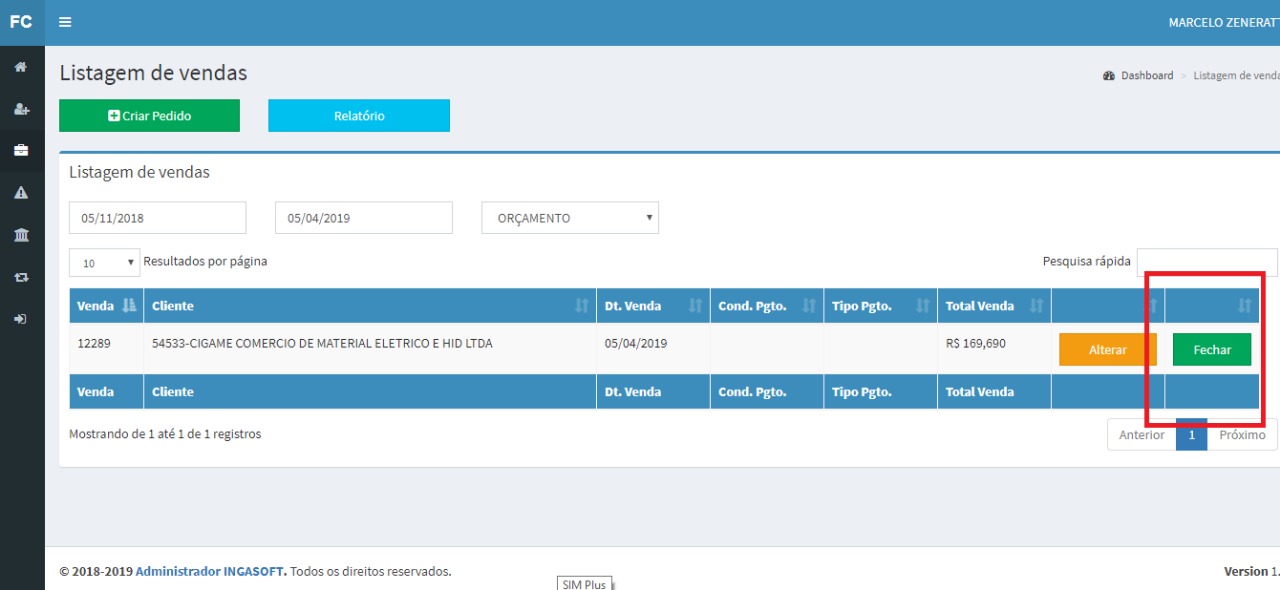 FC
MARCELO ZENERAT
Listagem de vendas
Dashboard > Listagem de venda
Criar Pedido
Relatório
Listagem de vendas
05/11/2018 05/04/2019 ORÇAMENTO
10 Resultados por página Pesquisa rápida
Venda Cliente Dt. Venda Cond. Pgto. Tipo Pgto. Total Venda
12289 54533-CIGAME COMERCIO DE MATERIAL ELETRICO E HID LTDA 05/04/2019 R$ 169,690 Alterar Fechar
Venda Cliente Dt. Venda Cond. Pgto. Tipo Pgto. Total Venda
Mostrando de 1 até 1 de 1 registros Anterior 1 Próximo
© 2018-2019 Administrador INGASOFT. Todos os direitos reservados. Version 1.
SIM Plus